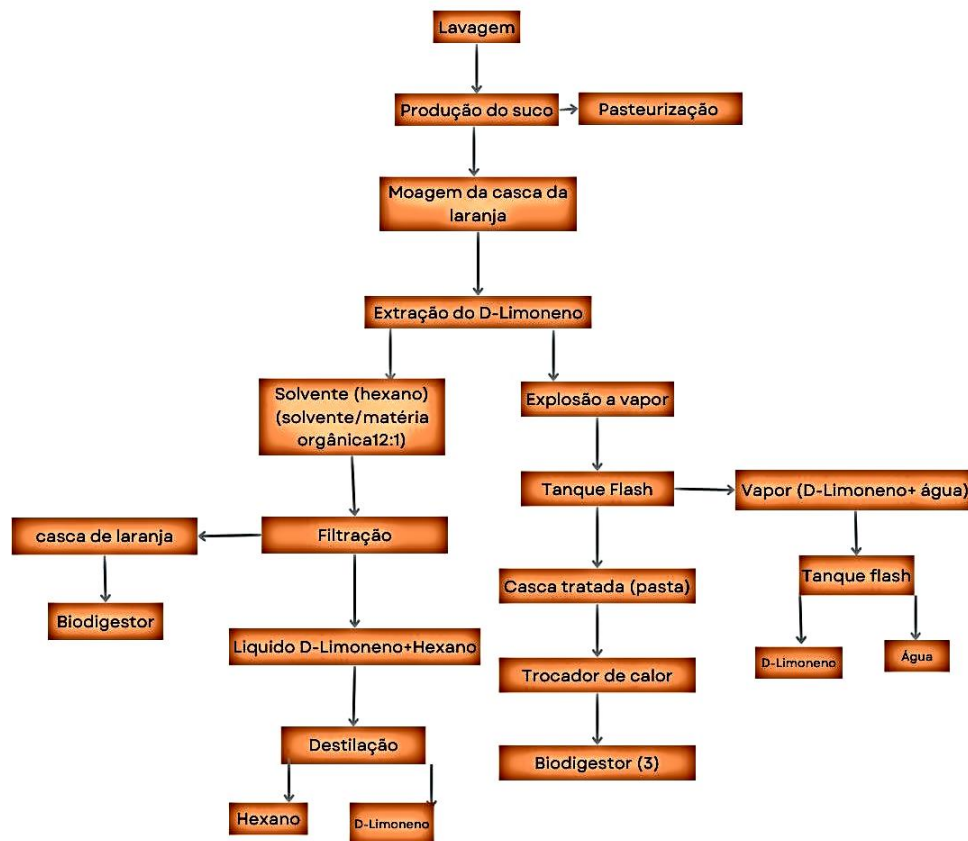 Lavagem
Produção do suco
Pasteurização
Moagem da casca da
laranja
Extração do D-Limoneno
Solvente (hexano)
(solvente/matéria
orgânica12:1)
Explosão a vapor
Tanque Flash
Vapor (D-Limoneno+ água)
casca de laranja
Filtração
Casca tratada (pasta)
Tanque flash
Biodigestor
Liquido D-Limoneno+Hexano
Trocador de calor
D-Limoneno
Água
Destilação
Biodigestor (3)
Hexano
D-Limoneno